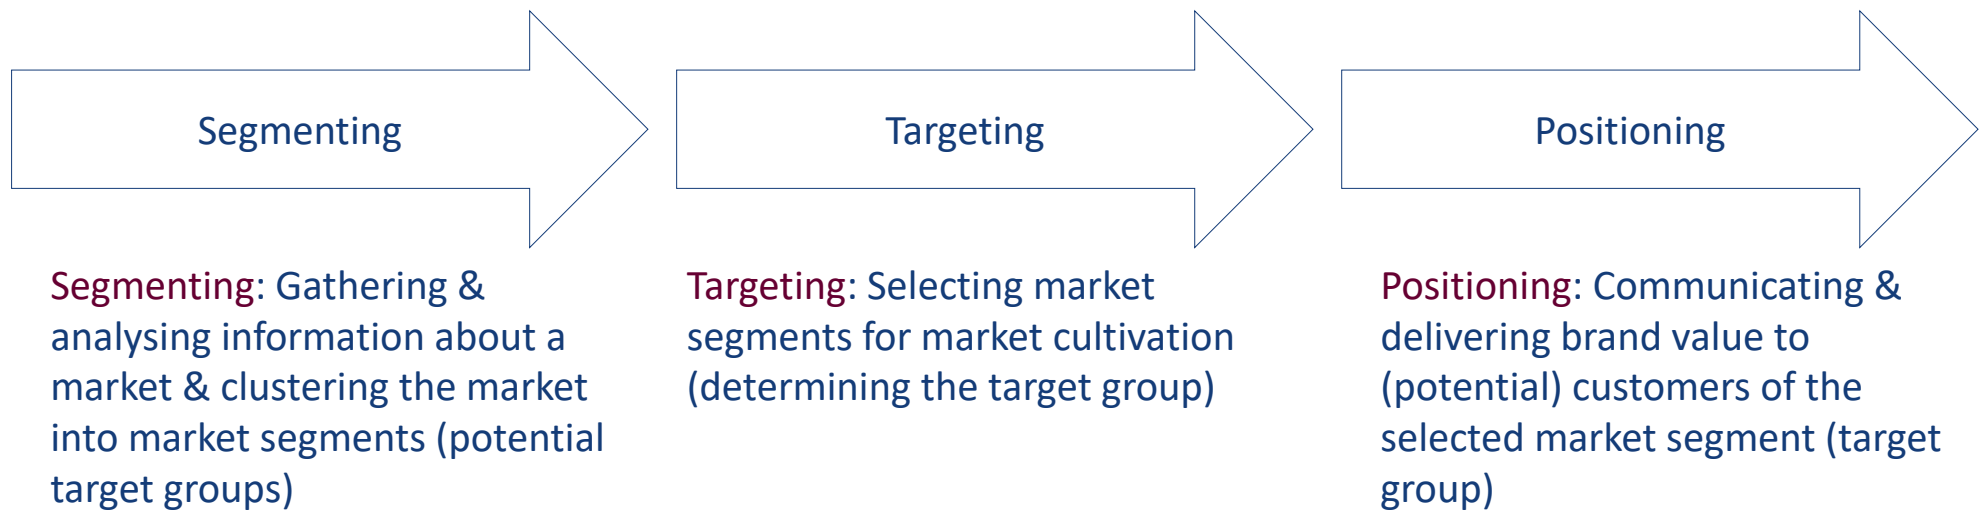 Segmenting
Targeting
Positioning
Segmenting: Gathering &
analysing information about a
market & clustering the market
into market segments (potential
target groups)
Targeting: Selecting market
segments for market cultivation
(determining the target group)
Positioning: Communicating &
delivering brand value to
(potential) customers of the
selected market segment (target
group)